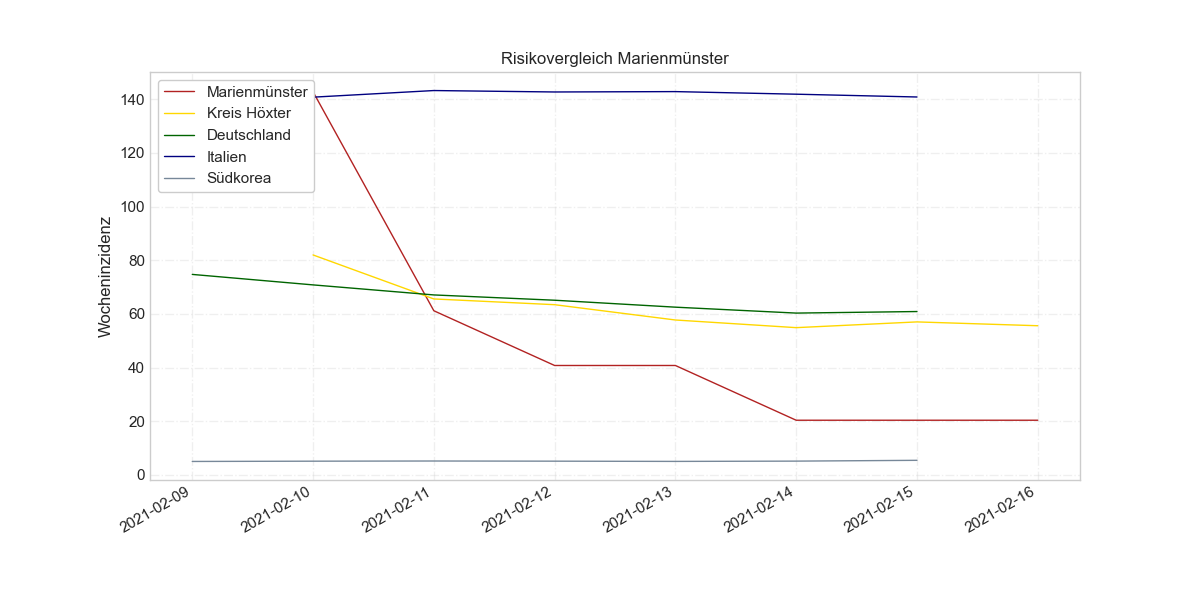 Risikovergleich Marienmünster
Marienmünster
Kreis Höxter
Deutschland
Italien
Südkorea
Wocheninzidenz
140
120
100
80
60
40
20
0
2021-02-09
2021-02-10
2021-02-11
2021-02-12
2021-02-13
2021-02-14
2021-02-15
2021-02-16